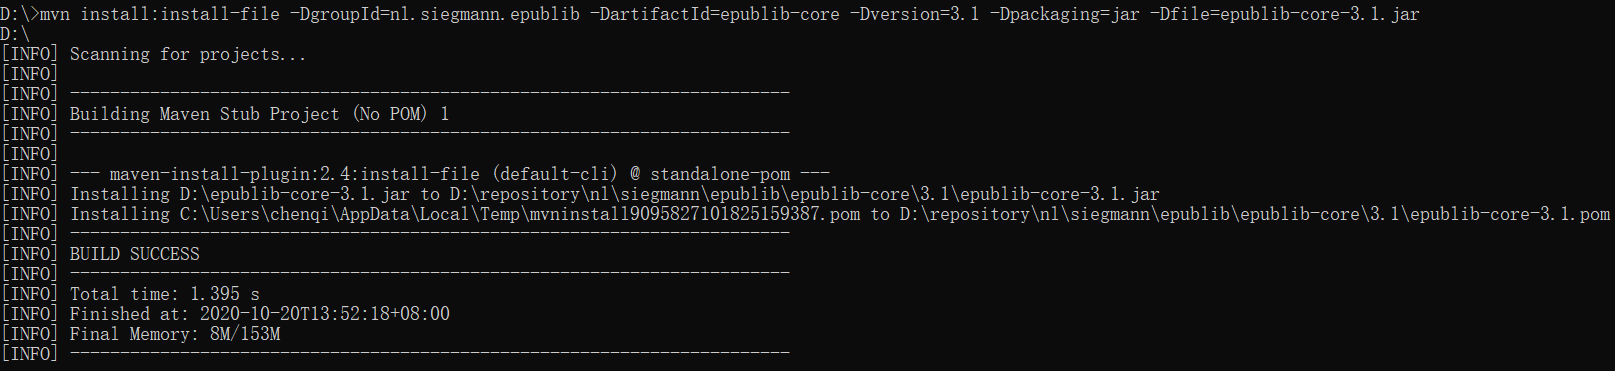 D:\>mvn install:install-file -DgroupId=nl.siegmann.epublib -DartifactId=epublib-core -Dversion=3.1 -Dpackaging=jar -Dfile=epublib-core-3.1.jar
D:\
[INFO] Scanning for projects...
[INFO]
[INFO] ------------------------------------------------------------------------
[INFO] Building Maven Stub Project (No POM) 1
[INFO] ------------------------------------------------------------------------
[INFO]
[INFO] --- maven-install-plugin:2.4:install-file (default-cli) @ standalone-pom ---
[INFO] Installing D:\epublib-core-3.1.jar to D:\repository\nl\siegmann\epublib\epublib-core\3.1\epublib-core-3.1.jar
[INFO] Installing C:\Users\chenqi\AppData\Local\Temp\mvninstall9095827101825159387.pom to D:\repository\nl\siegmann\epublib\epublib-core\3.1\epublib-core-3.1.pom
[INFO] ------------------------------------------------------------------------
[INFO] BUILD SUCCESS
[INFO] ------------------------------------------------------------------------
[INFO] Total time: 1.395 s
[INFO] Finished at: 2020-10-20T13:52:18+08:00
[INFO] Final Memory: 8M/153M
[INFO] ------------------------------------------------------------------------